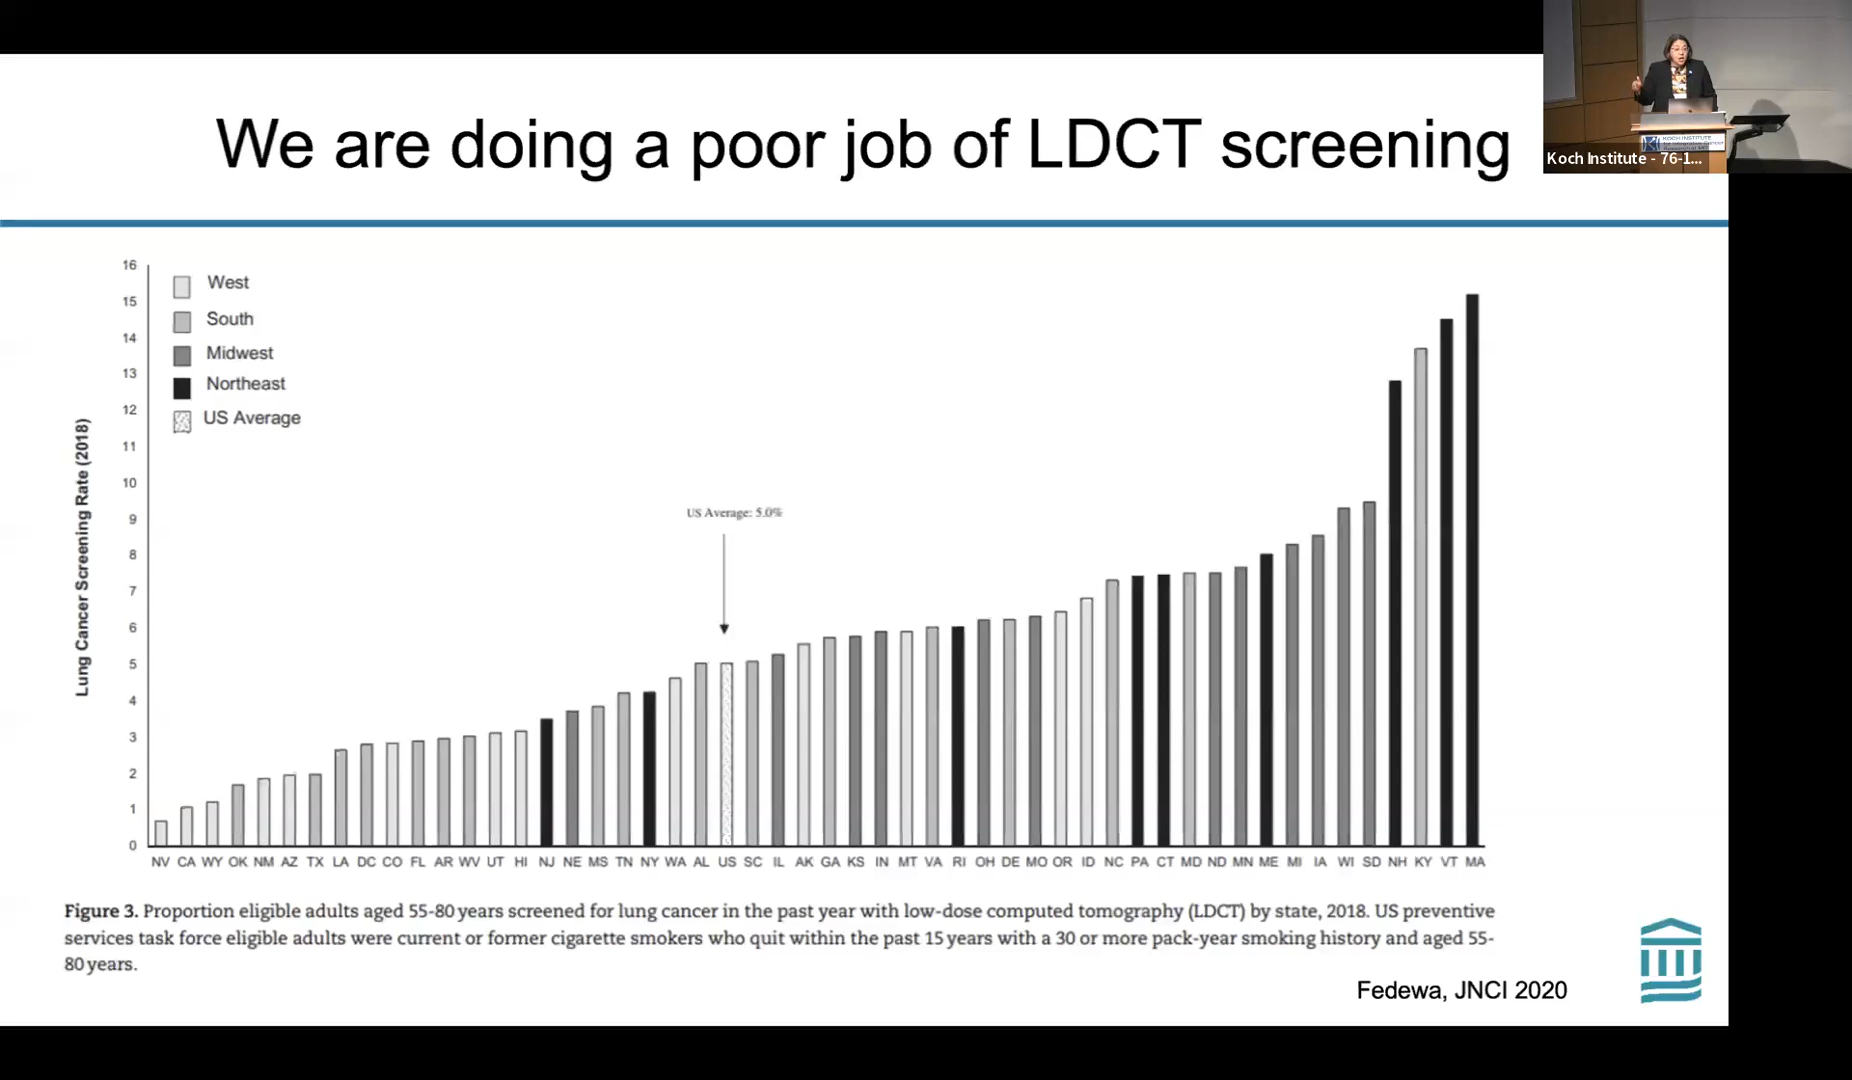 We are doing a poor job of LDCT screening
Koch Institute - 76-1...
KOCH INSTITUTE
16
15
14
13
12
11
10
9
8
7
6
5
4
3
2
1
0
Lung Cancer Screening Rate (2018)
West
South
Midwest
Northeast
US Average
US Average: 5.0%
NV CA WY OK NM AZ TX LA DC CO FL AR WV UT HI NJ NE MS TN NY WA AL US SC IL AK GA KS IN MT VA RI OH DE MO OR ID NC PA CT MD ND MN ME MI IA WI SD NH KY VT MA
Figure 3. Proportion eligible adults aged 55-80 years screened for lung cancer in the past year with low-dose computed tomography (LDCT) by state, 2018. US preventive
services task force eligible adults were current or former cigarette smokers who quit within the past 15 years with a 30 or more pack-year smoking history and aged 55-
80 years.
Fedewa, JNCI 2020